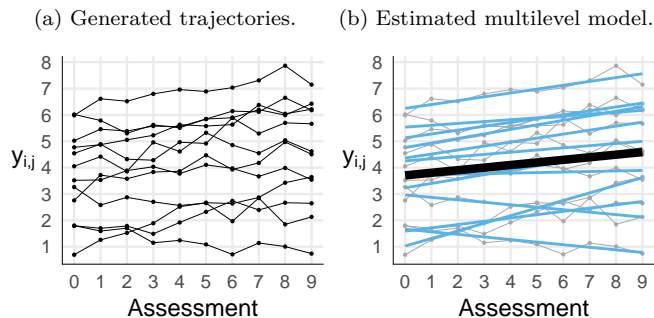 (a) Generated trajectories.
8
7
6
5
4
3
2
1
y_{i,j}
0 1 2 3 4 5 6 7 8 9
Assessment
(b) Estimated multilevel model.
8
7
6
5
4
3
2
1
y_{i,j}
0 1 2 3 4 5 6 7 8 9
Assessment